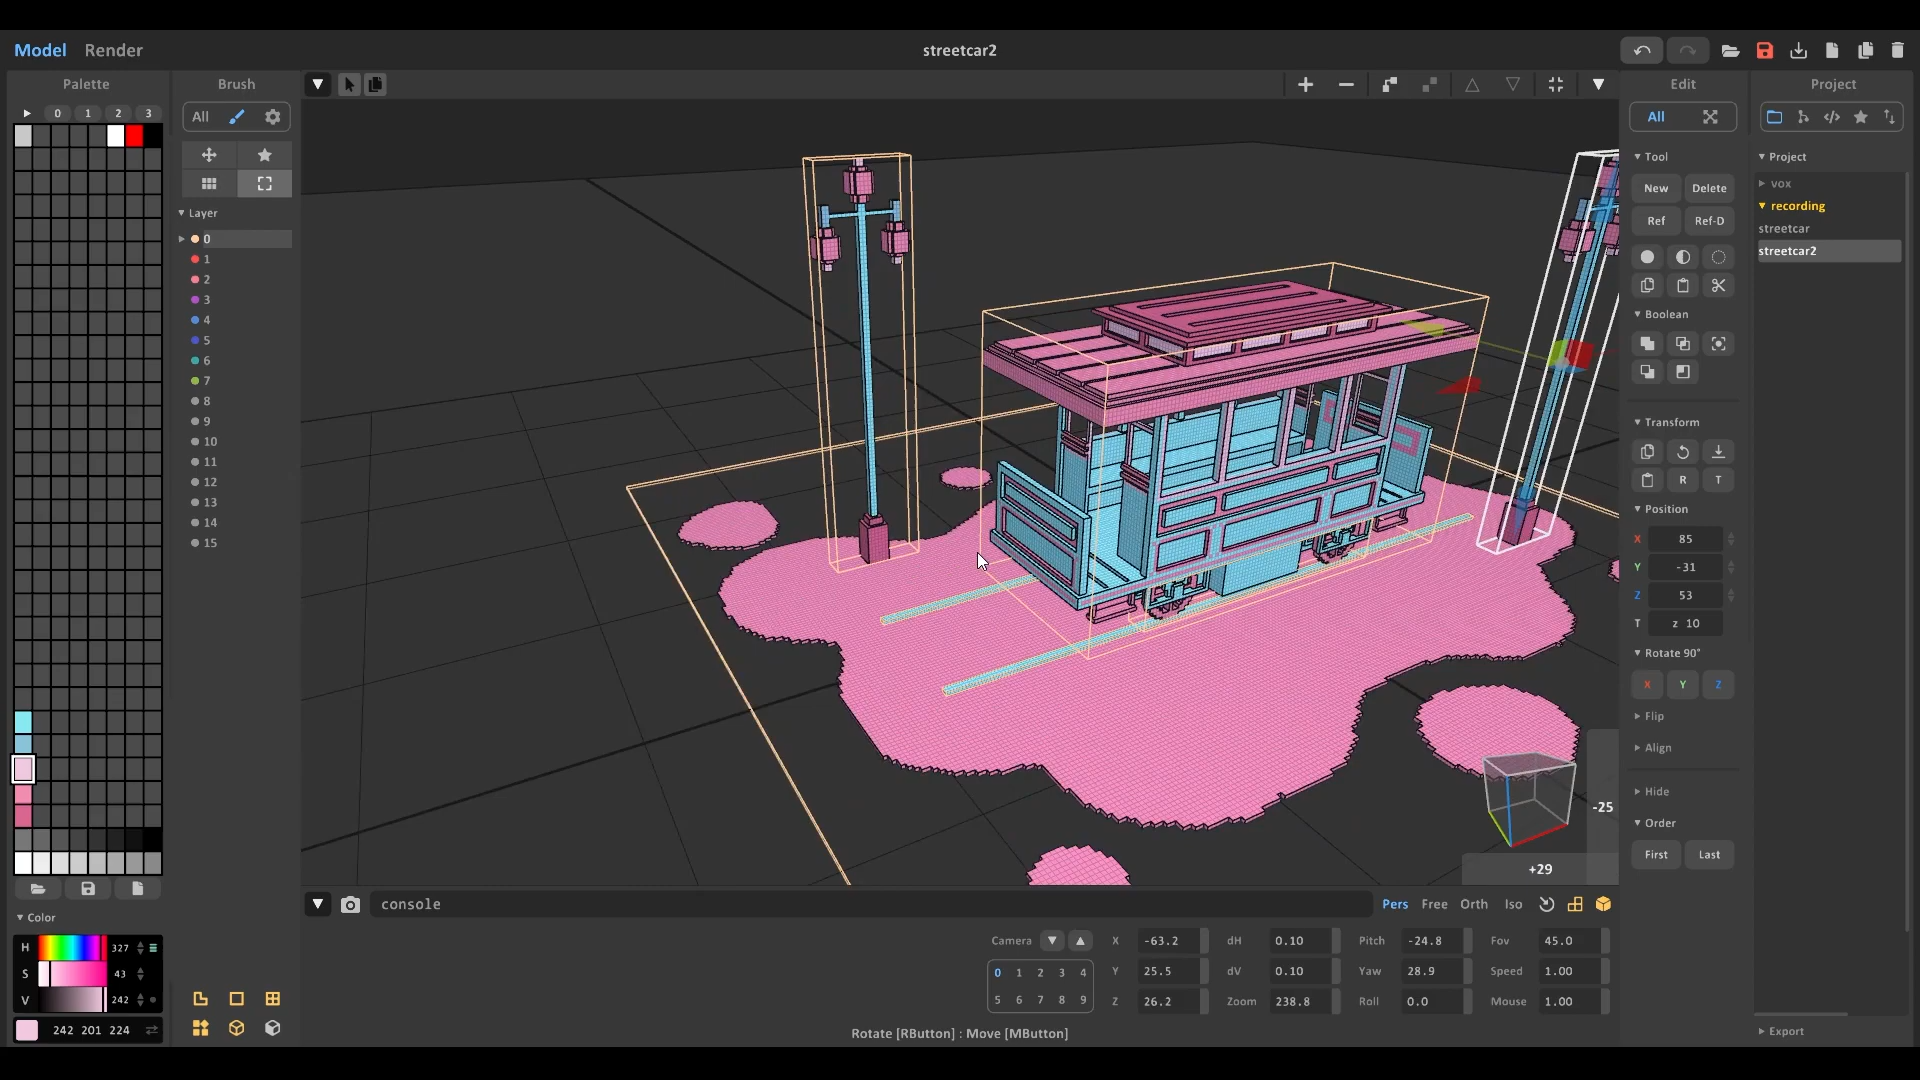 Model Render streetcar2
Palette Brush Edit Project
0 1 2 3 All All
Tool Project
vox
New Delete
recording
Layer
Ref Ref-D streetcar
0
streetcar2
1
2
3
Boolean
4
5
6
7
8
9
10
Transform
11
12
R T
13
Position
14
X 85
15
Y -31
Z 53
T z 10
Rotate 90°
X Y Z
Flip
Align
Hide
-25
Order
First Last
+29
console Pers Free Orth Iso
Color
Camera X -63.2 dH 0.10 Pitch -24.8 Fov 45.0
H 327
0 1 2 3 4 Y 25.5 dV 0.10 Yaw 28.9 Speed 1.00
S 43
5 6 7 8 9 Z 26.2 Zoom 238.8 Roll 0.0 Mouse 1.00
V 242
242 201 224
Rotate [RButton] : Move [MButton]
Export